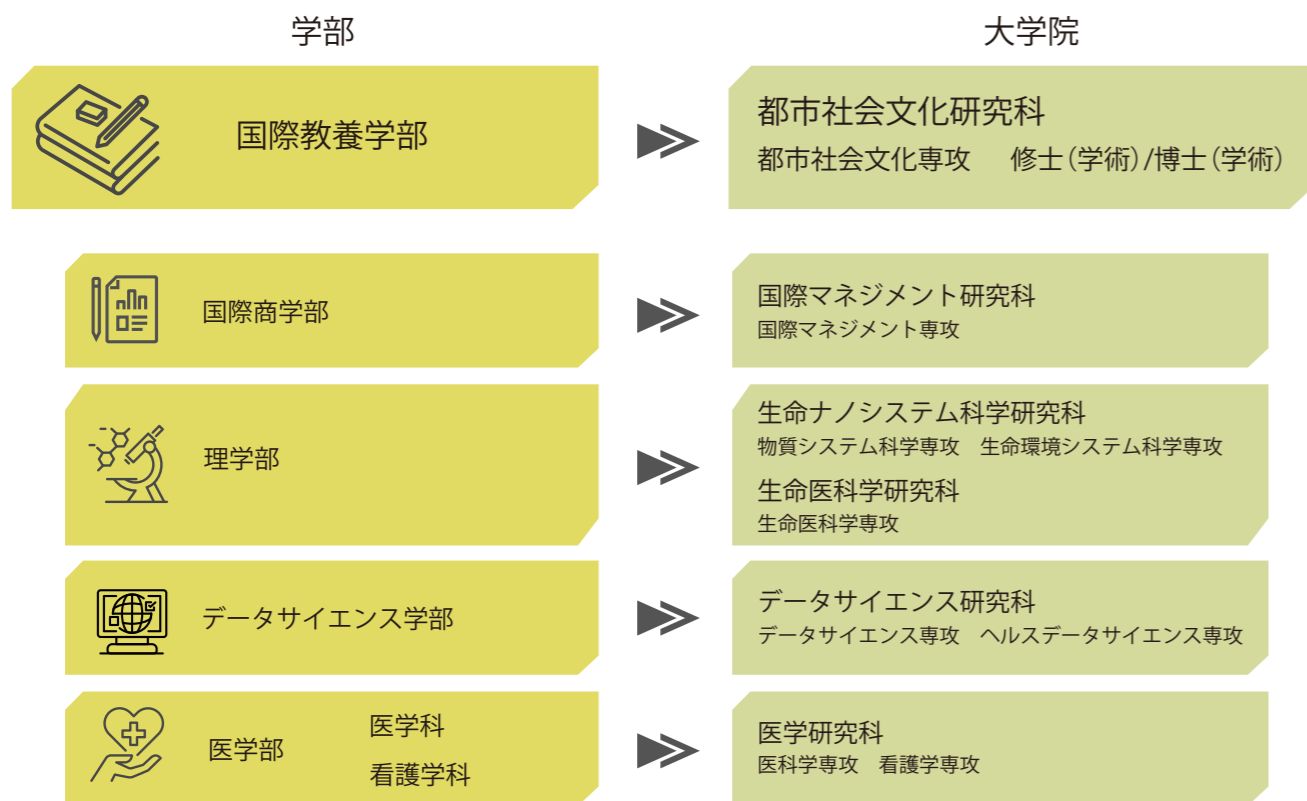 学部
大学院
国際教養学部
都市社会文化研究科
都市社会文化専攻　修士(学術)/博士(学術)
国際商学部
国際マネジメント研究科
国際マネジメント専攻
理学部
生命ナノシステム科学研究科
物質システム科学専攻　生命環境システム科学専攻
生命医科学研究科
生命医科学専攻
データサイエンス学部
データサイエンス研究科
データサイエンス専攻　ヘルスデータサイエンス専攻
医学部
医学科
看護学科
医学研究科
医科学専攻　看護学専攻